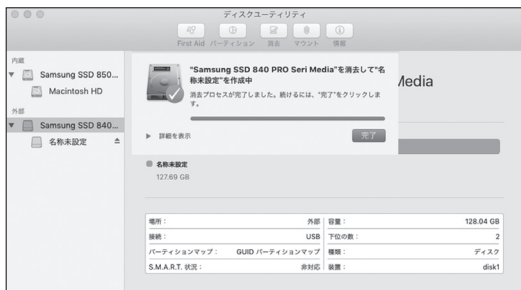 ディスクユーティリティ
First Aid パーティション 消去 マウント 情報
内蔵
Samsung SSD 850...
Macintosh HD
外部
Samsung SSD 840...
名称未設定
"Samsung SSD 840 PRO Seri Media"を消去して"名
称未設定"を作成中
消去プロセスが完了しました。続けるには、"完了"をクリックしま
す。
詳細を表示
完了
Media
名称未設定
127.69 GB
場所: 外部 容量: 128.04 GB
接続: USB 下位の数: 2
パーティションマップ: GUID パーティションマップ 種類: ディスク
S.M.A.R.T. 状況: 非対応 装置: disk1